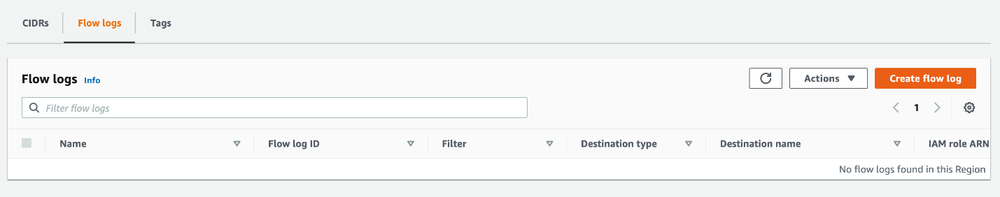 CIDRs Flow logs Tags
Flow logs Info Actions Create flow log
Filter flow logs 1
Name Flow log ID Filter Destination type Destination name IAM role ARN
No flow logs found in this Region